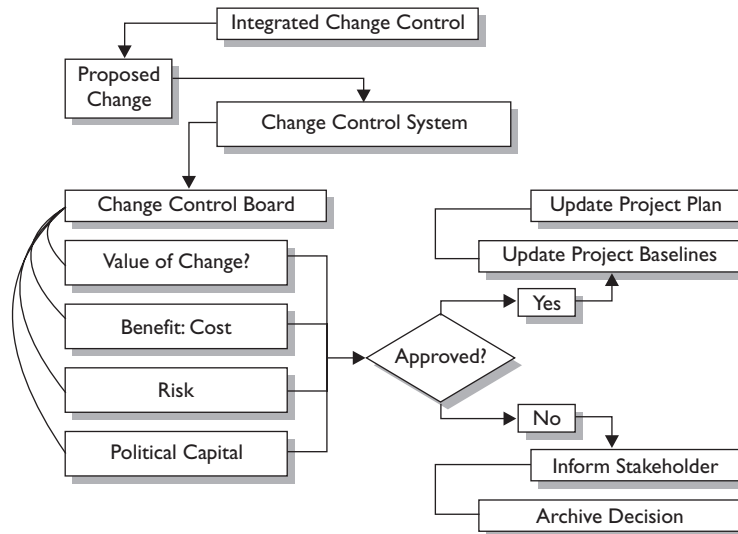 Integrated Change Control
Proposed
Change
Change Control System
Change Control Board
Value of Change?
Benefit: Cost
Risk
Political Capital
Approved?
Yes
Update Project Plan
Update Project Baselines
No
Inform Stakeholder
Archive Decision